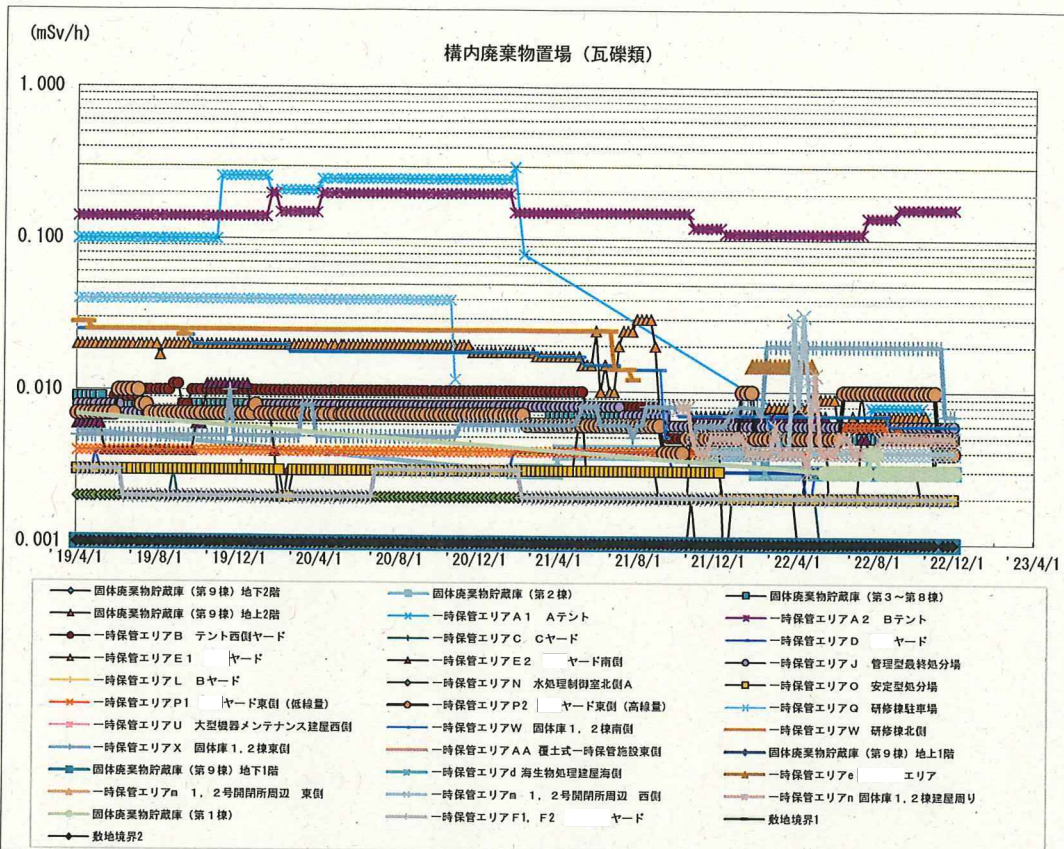 (mSv/h)
構内廃棄物置場（瓦礫類）
1.000
0.100
0.010
0.001
'19/4/1 '19/8/1 '19/12/1 '20/4/1 '20/8/1 '20/12/1 '21/4/1 '21/8/1 '21/12/1 '22/4/1 '22/8/1 '22/12/1 '23/4/1
固体廃棄物貯蔵庫（第９棟）地下2階 固体廃棄物貯蔵庫（第２棟） 固体廃棄物貯蔵庫（第３～第８棟）
固体廃棄物貯蔵庫（第９棟）地上2階 一時保管エリアA１ Aテント 一時保管エリアA２ Bテント
一時保管エリアB テント西側ヤード 一時保管エリアC Cヤード 一時保管エリアD ヤード
一時保管エリアE１ ヤード 一時保管エリアE２ ヤード南側 一時保管エリアJ 管理型最終処分場
一時保管エリアL Bヤード 一時保管エリアN 水処理制御室北側A 一時保管エリアO 安定型処分場
一時保管エリアP１ ヤード東側（低線量） 一時保管エリアP２ ヤード東側（高線量） 一時保管エリアQ 研修棟駐車場
一時保管エリアU 大型機器メンテナンス建屋西側 一時保管エリアW 固体庫１,２棟南側 一時保管エリアW 研修棟北側
一時保管エリアX 固体庫１,２棟東側 一時保管エリアAA 覆土式一時保管施設東側 固体廃棄物貯蔵庫（第９棟）地上1階
固体廃棄物貯蔵庫（第９棟）地下1階 一時保管エリアd 海生物処理建屋海側 一時保管エリアe エリア
一時保管エリアm １，２号開閉所周辺 東側 一時保管エリアm １，２号開閉所周辺 西側 一時保管エリアn 固体庫１,２棟建屋周り
固体廃棄物貯蔵庫（第１棟） 一時保管エリアF1，F2 ヤード 敷地境界1
敷地境界2